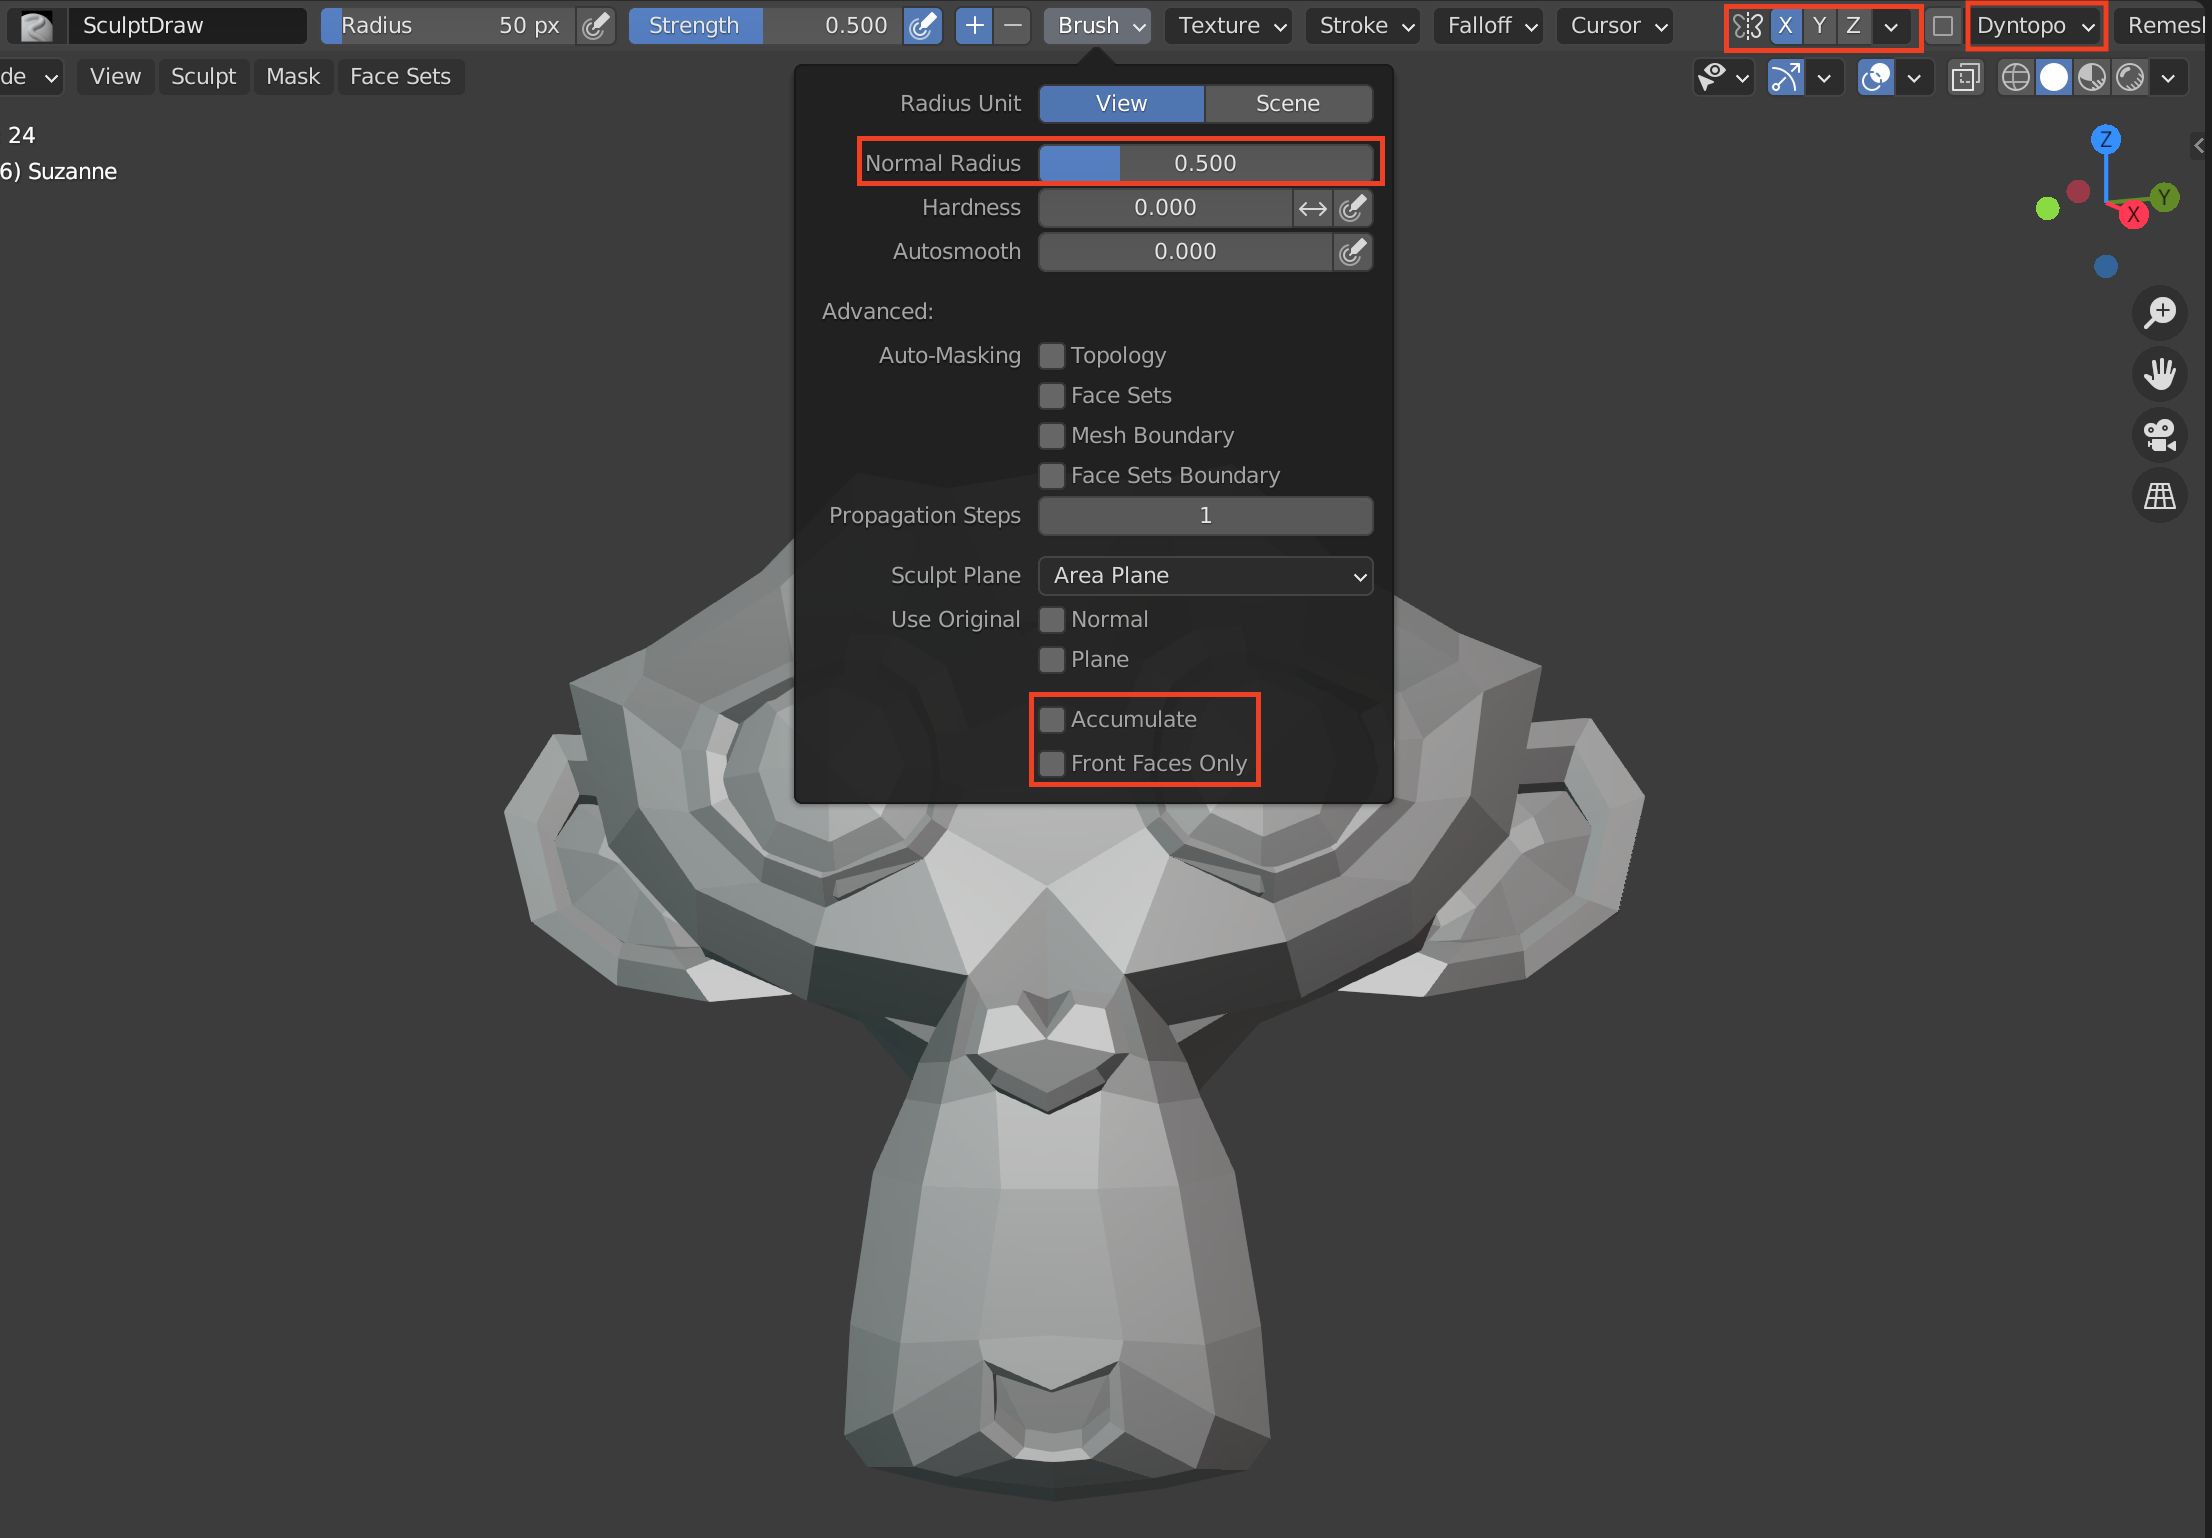 SculptDraw Radius 50 px Strength 0.500 + − Brush Texture Stroke Falloff Cursor X Y Z Dyntopo Remesh
de View Sculpt Mask Face Sets
24
6) Suzanne
Z
Y
X
Radius Unit View Scene
Normal Radius 0.500
Hardness 0.000
Autosmooth 0.000
Advanced:
Auto-Masking Topology
Face Sets
Mesh Boundary
Face Sets Boundary
Propagation Steps 1
Sculpt Plane Area Plane
Use Original Normal
Plane
Accumulate
Front Faces Only